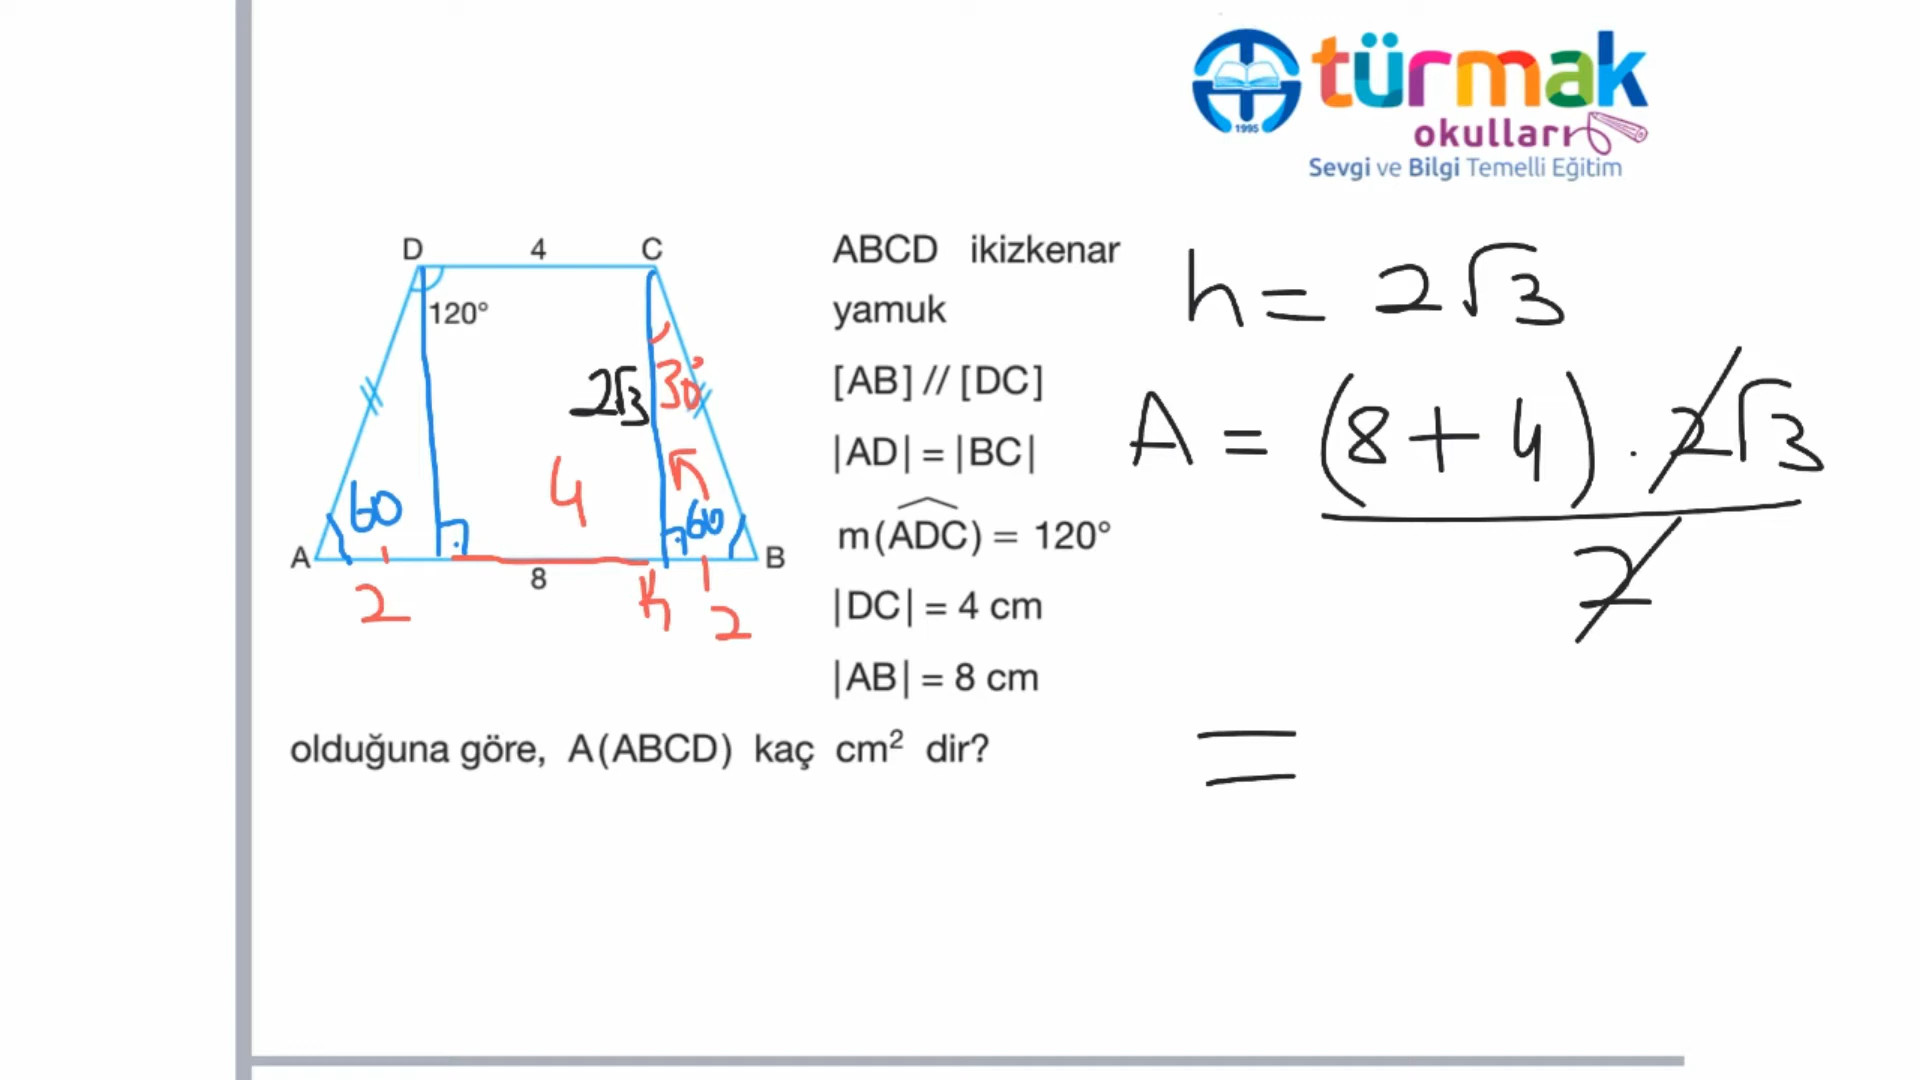 1995
türmak
okulları
Sevgi ve Bilgi Temelli Eğitim
D 4 C
120°
2√3
30°
4
60
60
A
B
8
2
K
2
ABCD ikizkenar
yamuk
[AB] // [DC]
|AD| = |BC|
m(ADC) = 120°
|DC| = 4 cm
|AB| = 8 cm
olduğuna göre, A(ABCD) kaç cm² dir?
h = 2√3
A = (8+4).2√3
2
=